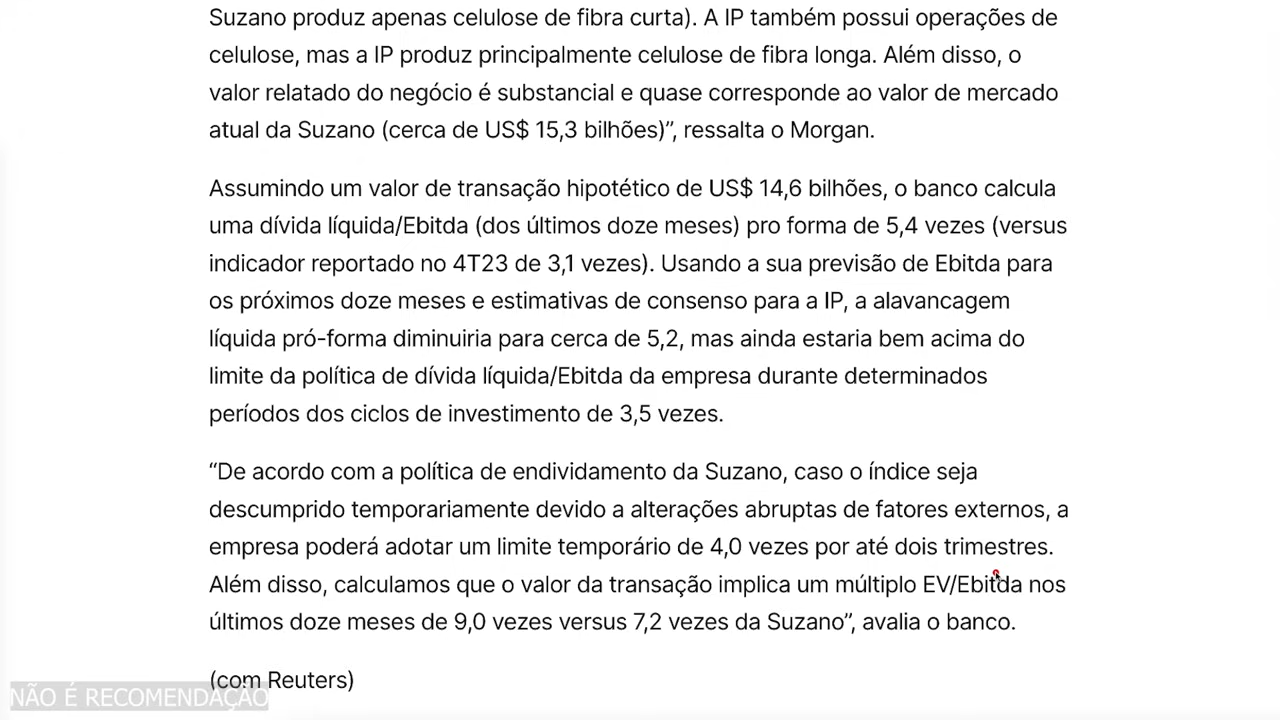 Suzano produz apenas celulose de fibra curta). A IP também possui operações de
celulose, mas a IP produz principalmente celulose de fibra longa. Além disso, o
valor relatado do negócio é substancial e quase corresponde ao valor de mercado
atual da Suzano (cerca de US$ 15,3 bilhões)”, ressalta o Morgan.
Assumindo um valor de transação hipotético de US$ 14,6 bilhões, o banco calcula
uma dívida líquida/Ebitda (dos últimos doze meses) pro forma de 5,4 vezes (versus
indicador reportado no 4T23 de 3,1 vezes). Usando a sua previsão de Ebitda para
os próximos doze meses e estimativas de consenso para a IP, a alavancagem
líquida pró-forma diminuiria para cerca de 5,2, mas ainda estaria bem acima do
limite da política de dívida líquida/Ebitda da empresa durante determinados
períodos dos ciclos de investimento de 3,5 vezes.
“De acordo com a política de endividamento da Suzano, caso o índice seja
descumprido temporariamente devido a alterações abruptas de fatores externos, a
empresa poderá adotar um limite temporário de 4,0 vezes por até dois trimestres.
Além disso, calculamos que o valor da transação implica um múltiplo EV/Ebitda nos
últimos doze meses de 9,0 vezes versus 7,2 vezes da Suzano”, avalia o banco.
(com Reuters)
NÃO É RECOMENDAÇÃO